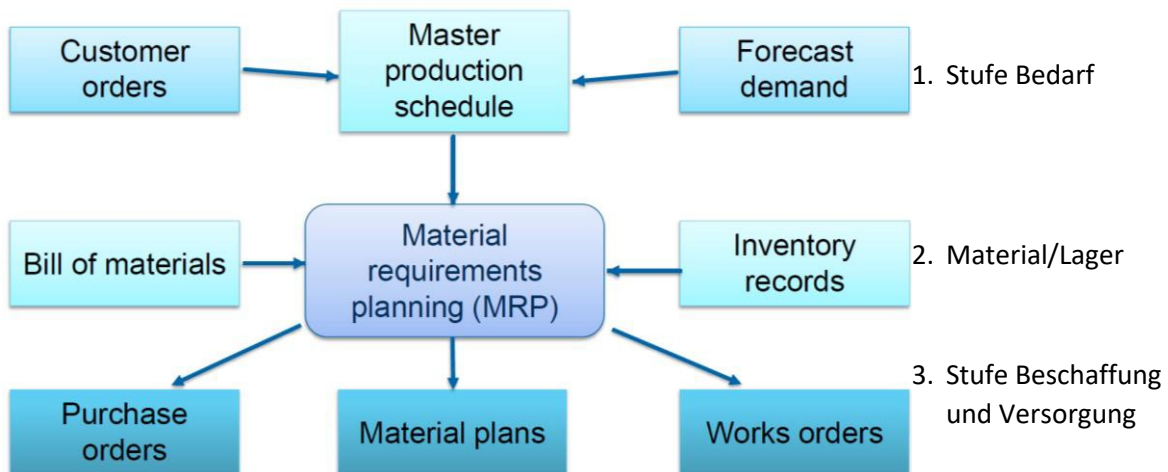 Customer
orders
Master
production
schedule
Forecast
demand
1. Stufe Bedarf
Bill of materials
Material
requirements
planning (MRP)
Inventory
records
2. Material/Lager
Purchase
orders
Material plans
Works orders
3. Stufe Beschaffung
und Versorgung